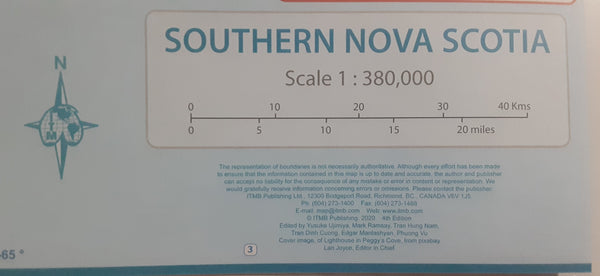 SOUTHERN NOVA SCOTIA
Scale 1 : 380,000
0 10 20 30 40 Kms
0 5 10 15 20 miles
N
ITM
The representation of boundaries is not necessarily authoritative. Although every effort has been made
to ensure that the information contained in this map is up to date and accurate, the author and publisher
can accept no liability for the consequence of any mistake or error in content or representation. We
would gratefully receive information concerning errors or omissions. Please contact the publisher:
ITMB Publishing Ltd., 12300 Bridgeport Road, Richmond, BC., CANADA V6V 1J5
Ph: (604) 273-1400 Fax: (604) 273-1488
E-mail: map@itmb.com Web: www.itmb.com
© ITMB Publishing, 2020 4th Edition
Edited by Yusuke Ujimiya, Mark Ramsay, Tran Hung Nam,
Tran Dinh Cuong, Edgar Manlashyan, Phuong Vu
Cover image, of Lighthouse in Peggy's Cove, from pixabay
Lan Joyce, Editor in Chief
3
-65 °